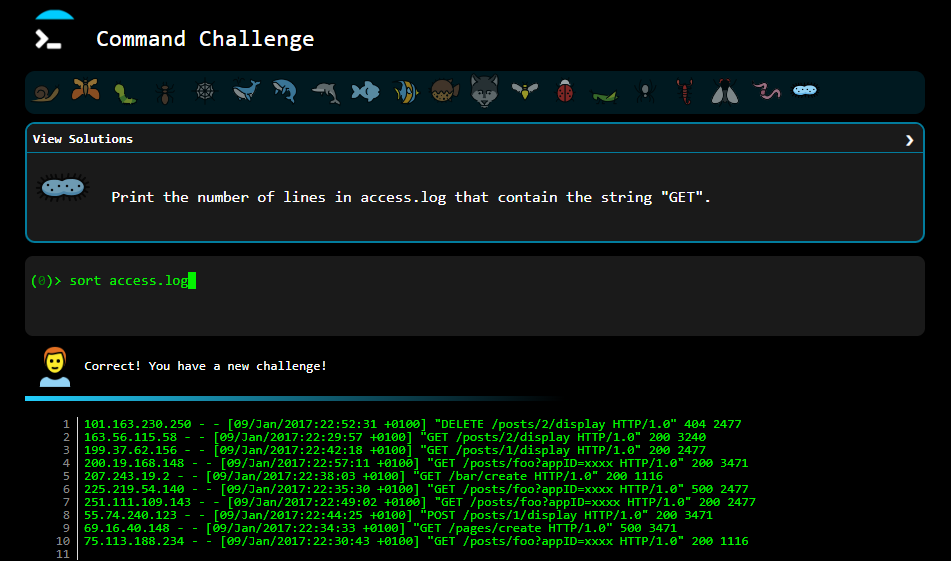 Command Challenge
View Solutions
Print the number of lines in access.log that contain the string "GET".
(0)> sort access.log
Correct! You have a new challenge!
1 101.163.230.250 - - [09/Jan/2017:22:52:31 +0100] "DELETE /posts/2/display HTTP/1.0" 404 2477
2 163.56.115.58 - - [09/Jan/2017:22:29:57 +0100] "GET /posts/2/display HTTP/1.0" 200 3240
3 199.37.62.156 - - [09/Jan/2017:22:42:18 +0100] "GET /posts/1/display HTTP/1.0" 200 2477
4 200.19.168.148 - - [09/Jan/2017:22:57:11 +0100] "GET /posts/foo?appID=xxxx HTTP/1.0" 200 3471
5 207.243.19.2 - - [09/Jan/2017:22:38:03 +0100] "GET /bar/create HTTP/1.0" 200 1116
6 225.219.54.140 - - [09/Jan/2017:22:35:30 +0100] "GET /posts/foo?appID=xxxx HTTP/1.0" 500 2477
7 251.111.109.143 - - [09/Jan/2017:22:49:02 +0100] "GET /posts/foo?appID=xxxx HTTP/1.0" 200 2477
8 55.74.240.123 - - [09/Jan/2017:22:44:25 +0100] "POST /posts/1/display HTTP/1.0" 200 3471
9 69.16.40.148 - - [09/Jan/2017:22:34:33 +0100] "GET /pages/create HTTP/1.0" 500 3471
10 75.113.188.234 - - [09/Jan/2017:22:30:43 +0100] "GET /posts/foo?appID=xxxx HTTP/1.0" 200 1116
11